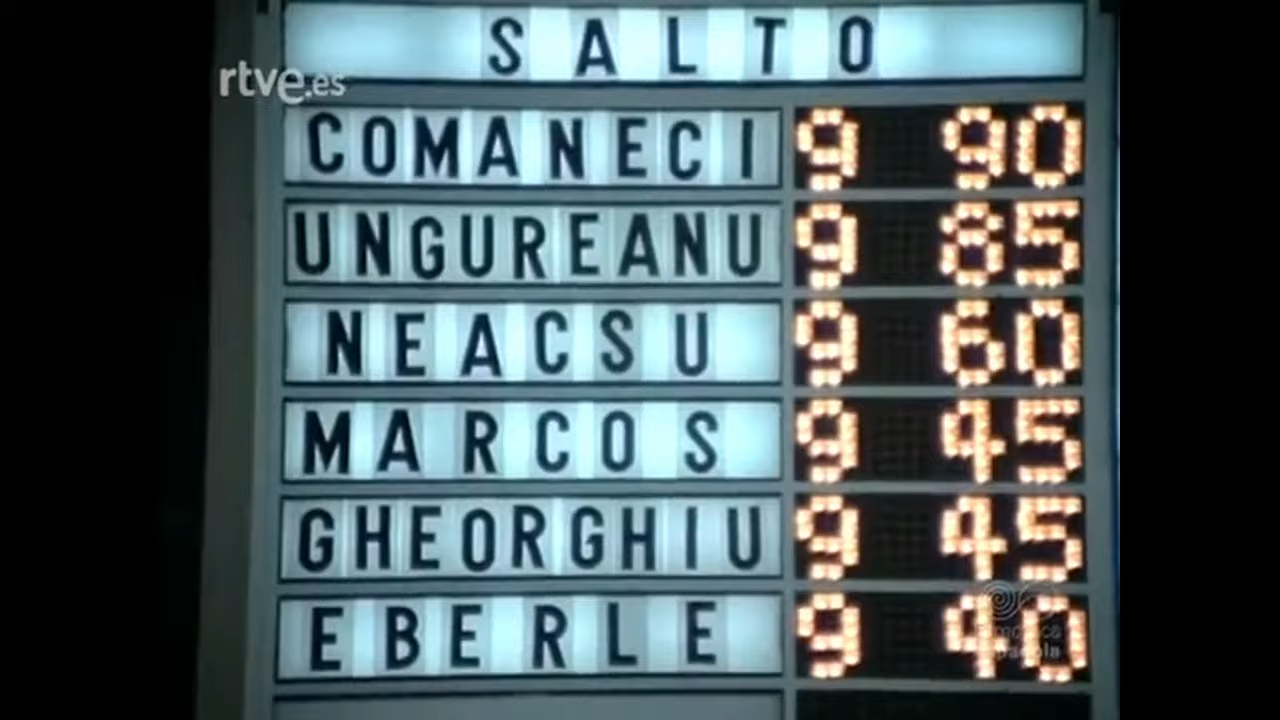 SALTO
rtve.es
COMANECI 9 90
UNGUREANU 9 85
NEACSU 9 60
MARCOS 9 45
GHEORGHIU 9 45
EBERLE 9 40